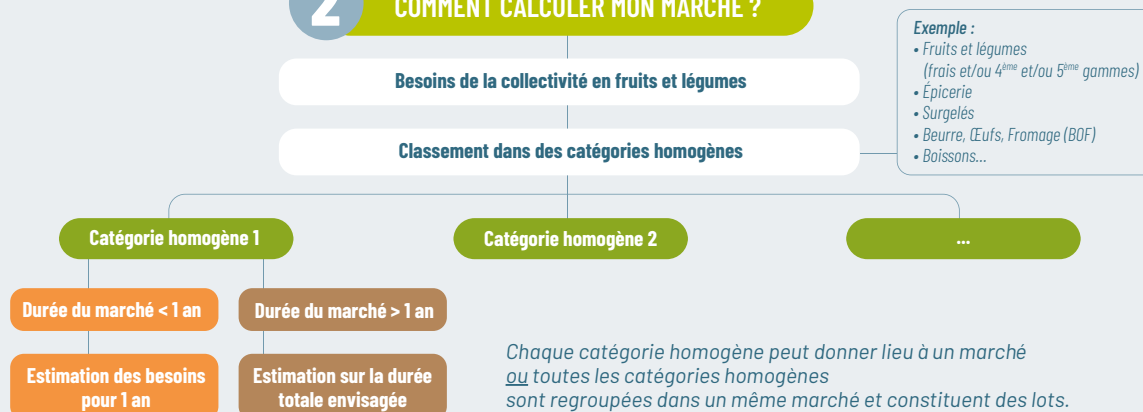 2
COMMENT CALCULER MON MARCHÉ ?
Besoins de la collectivité en fruits et légumes
Classement dans des catégories homogènes
Exemple :
• Fruits et légumes
(frais et/ou 4ème et/ou 5ème gammes)
• Épicerie
• Surgelés
• Beurre, Œufs, Fromage (BOF)
• Boissons...
Catégorie homogène 1
Catégorie homogène 2
...
Durée du marché < 1 an
Durée du marché > 1 an
Estimation des besoins
pour 1 an
Estimation sur la durée
totale envisagée
Chaque catégorie homogène peut donner lieu à un marché
ou toutes les catégories homogènes
sont regroupées dans un même marché et constituent des lots.